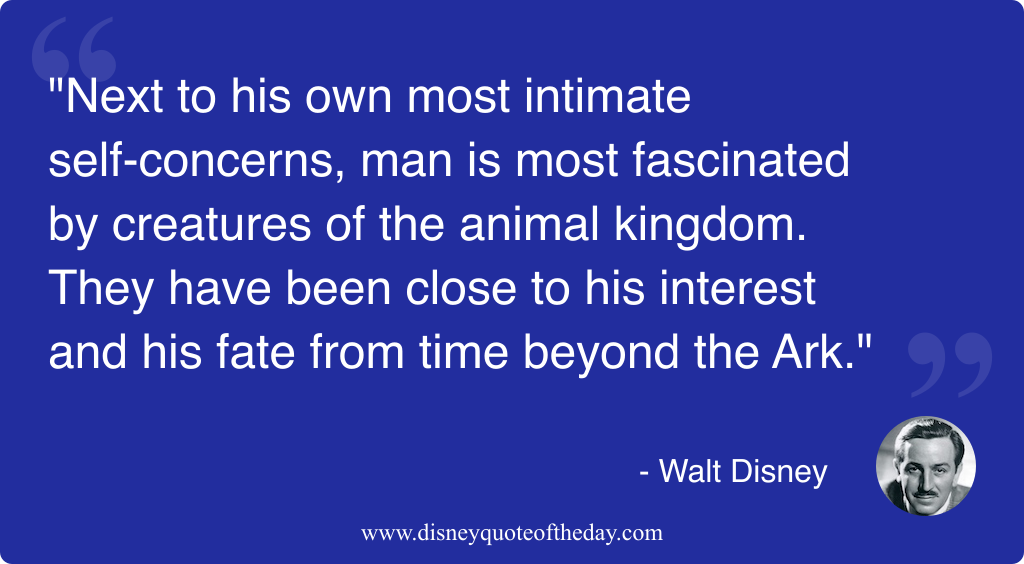 "Next to his own most intimate
self-concerns, man is most fascinated
by creatures of the animal kingdom.
They have been close to his interest
and his fate from time beyond the Ark."
- Walt Disney
www.disneyquoteoftheday.com